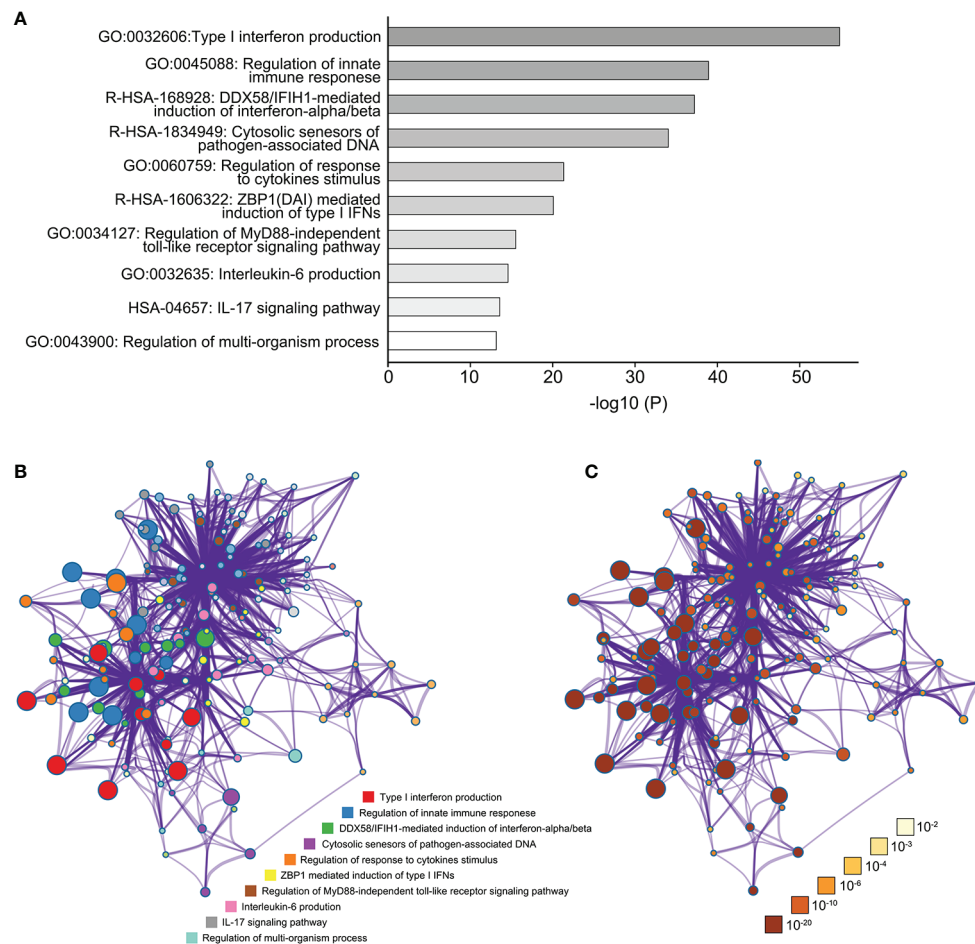 A
GO:0032606:Type I interferon production
GO:0045088: Regulation of innate
immune responese
R-HSA-168928: DDX58/IFIH1-mediated
induction of interferon-alpha/beta
R-HSA-1834949: Cytosolic senesors of
pathogen-associated DNA
GO:0060759: Regulation of response
to cytokines stimulus
R-HSA-1606322: ZBP1(DAI) mediated
induction of type I IFNs
GO:0034127: Regulation of MyD88-independent
toll-like receptor signaling pathway
GO:0032635: Interleukin-6 production
HSA-04657: IL-17 signaling pathway
GO:0043900: Regulation of multi-organism process
0 10 20 30 40 50
-log10 (P)
B
Type I interferon production
Regulation of innate immune responese
DDX58/IFIH1-mediated induction of interferon-alpha/beta
Cytosolic senesors of pathogen-associated DNA
Regulation of response to cytokines stimulus
ZBP1 mediated induction of type I IFNs
Regulation of MyD88-independent toll-like receptor signaling pathway
Interleukin-6 prodution
IL-17 signaling pathway
Regulation of multi-organism process
C
10-2
10-3
10-4
10-6
10-10
10-20